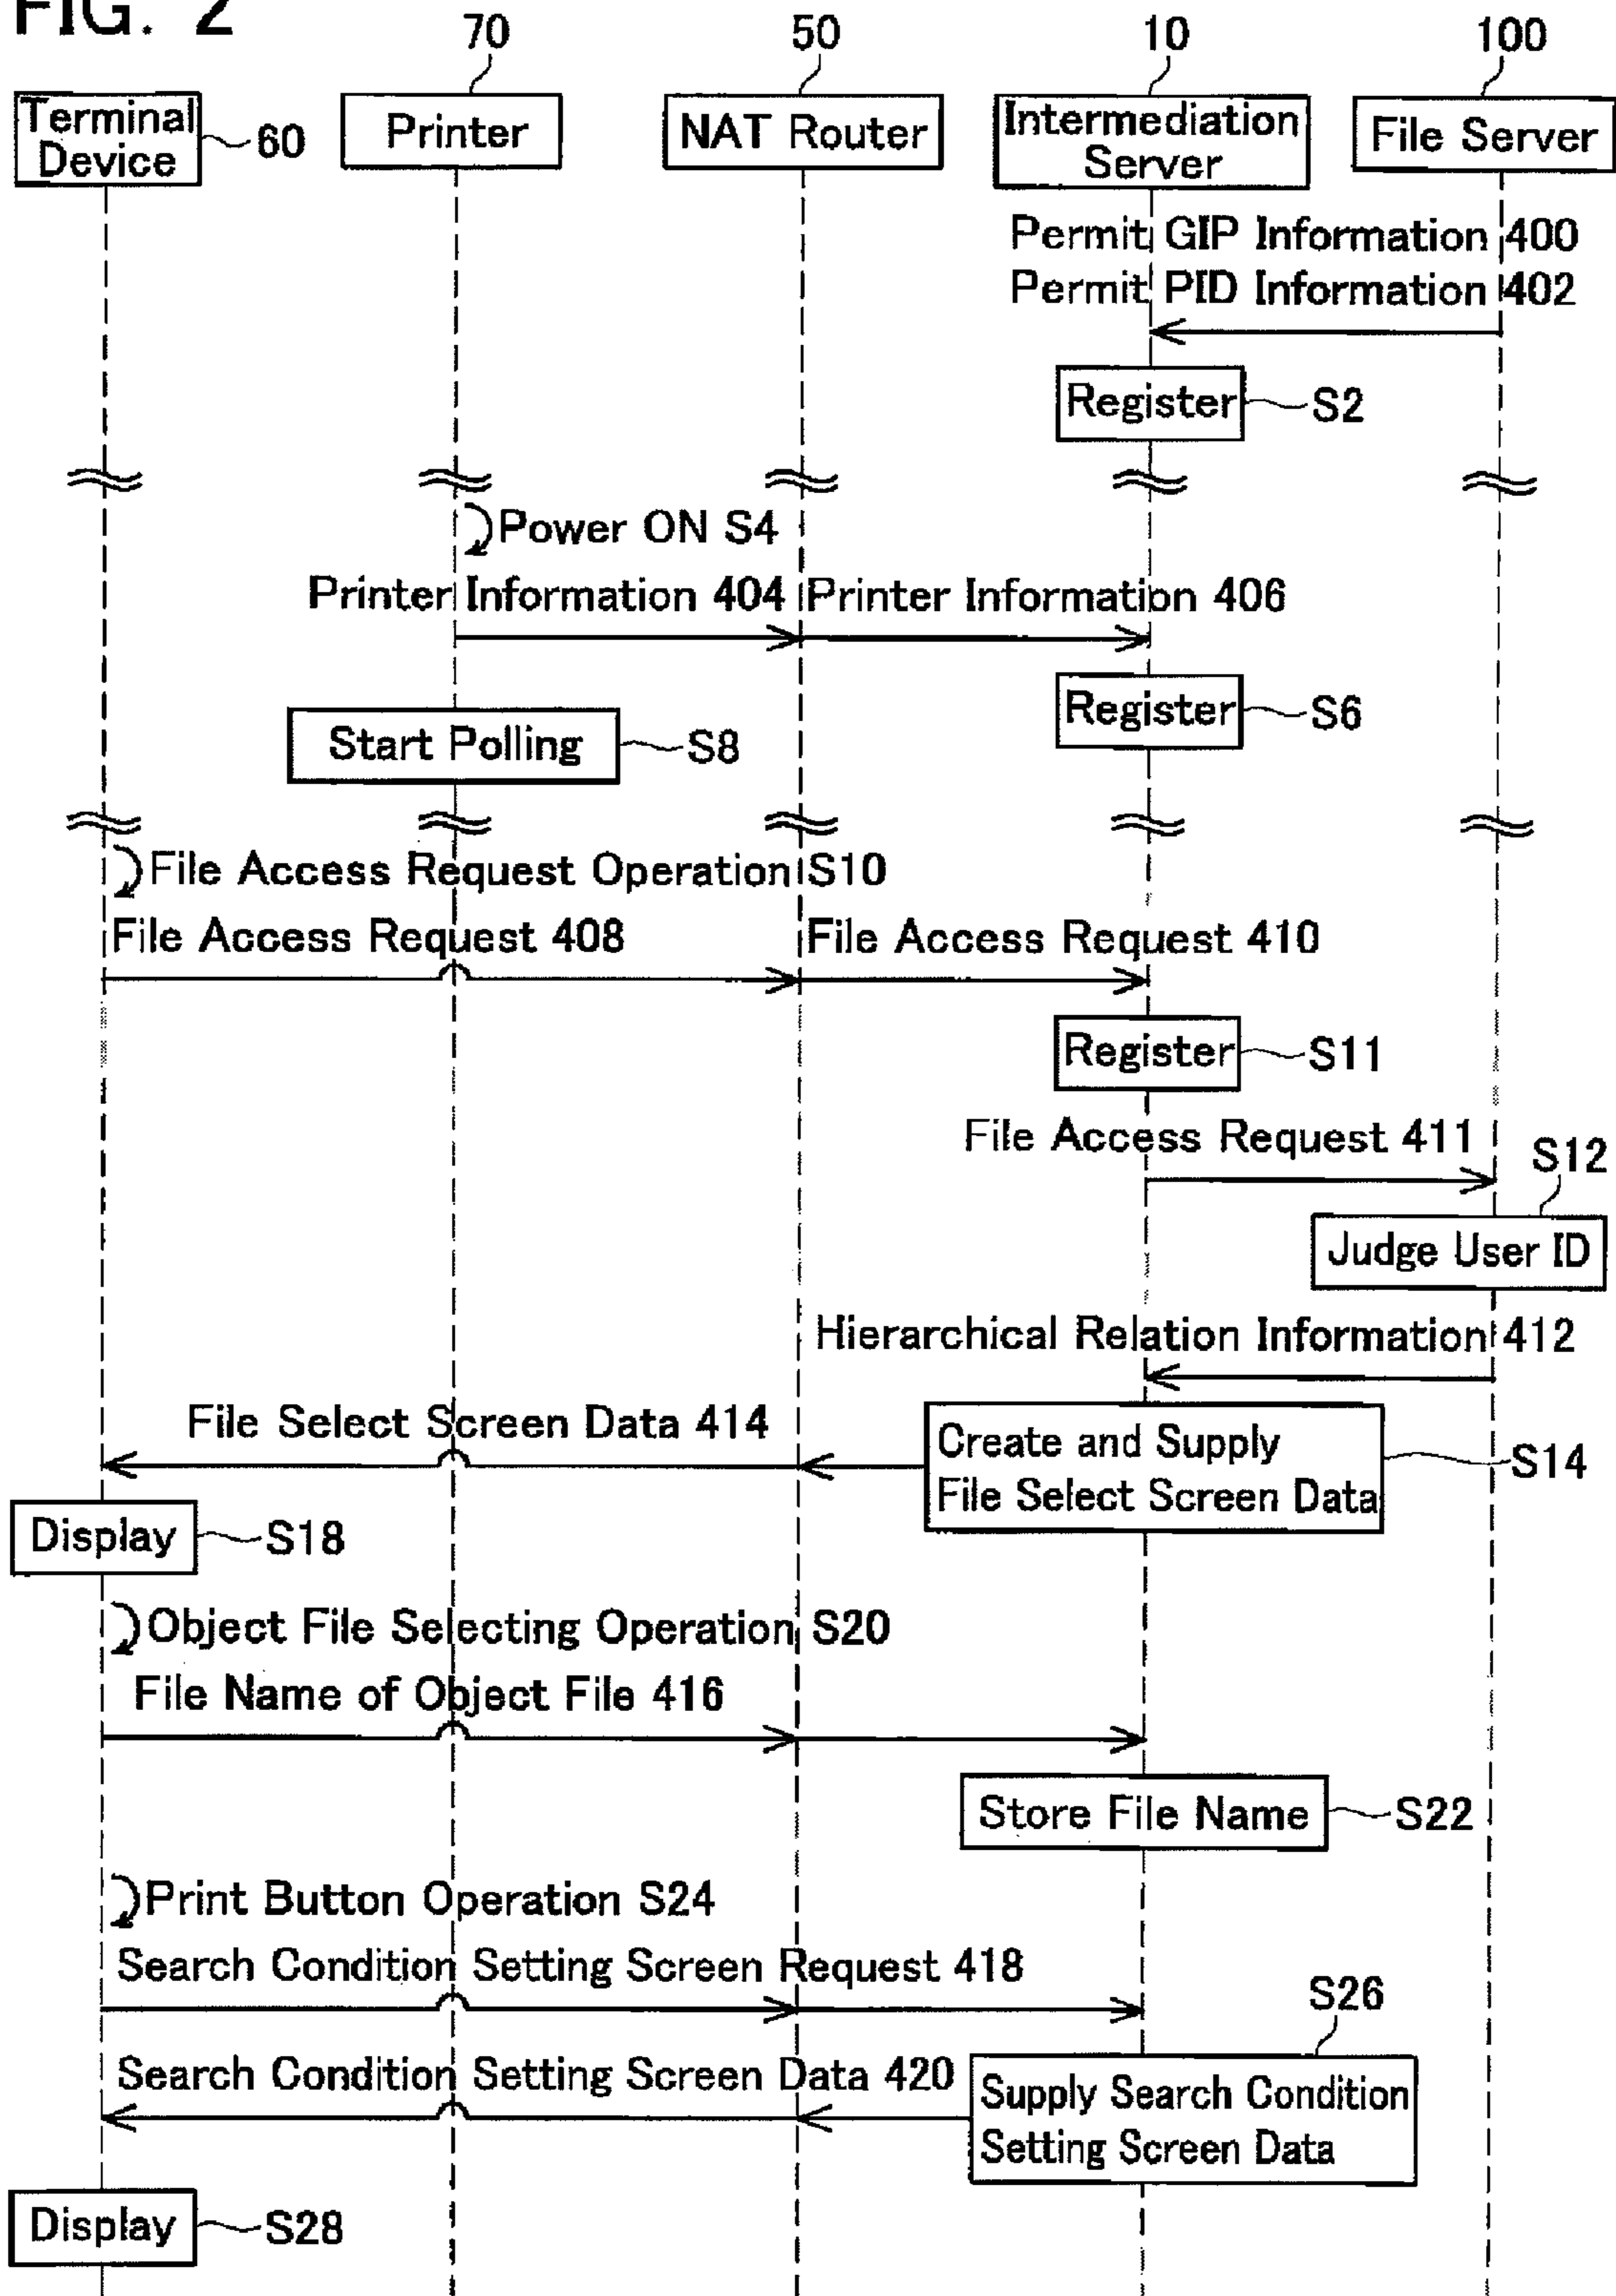 FIG. 2
70
50
10
100
Terminal
Device
60
Printer
NAT Router
Intermediation
Server
File Server
Permit GIP Information 400
Permit PID Information 402
Register
S2
Power ON S4
Printer Information 404
Printer Information 406
Register
S6
Start Polling
S8
File Access Request Operation S10
File Access Request 408
File Access Request 410
Register
S11
File Access Request 411
S12
Judge User ID
Hierarchical Relation Information 412
File Select Screen Data 414
Create and Supply
File Select Screen Data
S14
Display
S18
Object File Selecting Operation S20
File Name of Object File 416
Store File Name
S22
Print Button Operation S24
Search Condition Setting Screen Request 418
S26
Search Condition Setting Screen Data 420
Supply Search Condition
Setting Screen Data
Display
S28